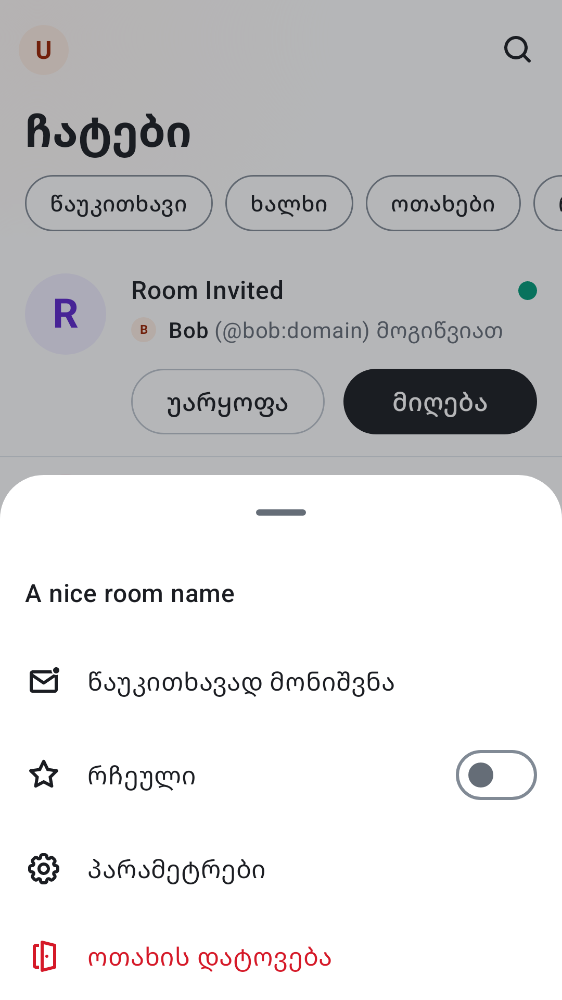 U
ჩატები
წაუკითხავი ხალხი ოთახები
R
Room Invited
B Bob (@bob:domain) მოგიწვიათ
უარყოფა მიღება
A nice room name
წაუკითხავად მონიშვნა
რჩეული
პარამეტრები
ოთახის დატოვება